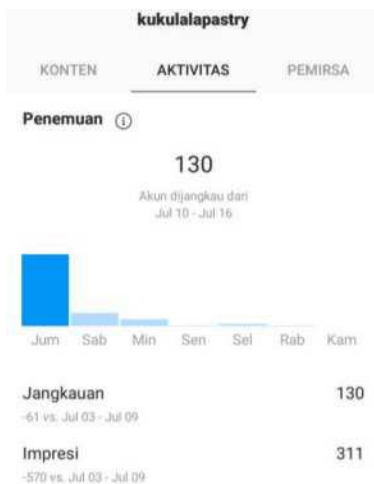 kukulalapastry
KONTEN AKTIVITAS PEMIRSA
Penemuan
130
Akun dijangkau dari
Jul 10 - Jul 16
Jum Sab Min Sen Sel Rab Kam
Jangkauan 130
-61 vs. Jul 03 - Jul 09
Impresi 311
-570 vs. Jul 03 - Jul 09